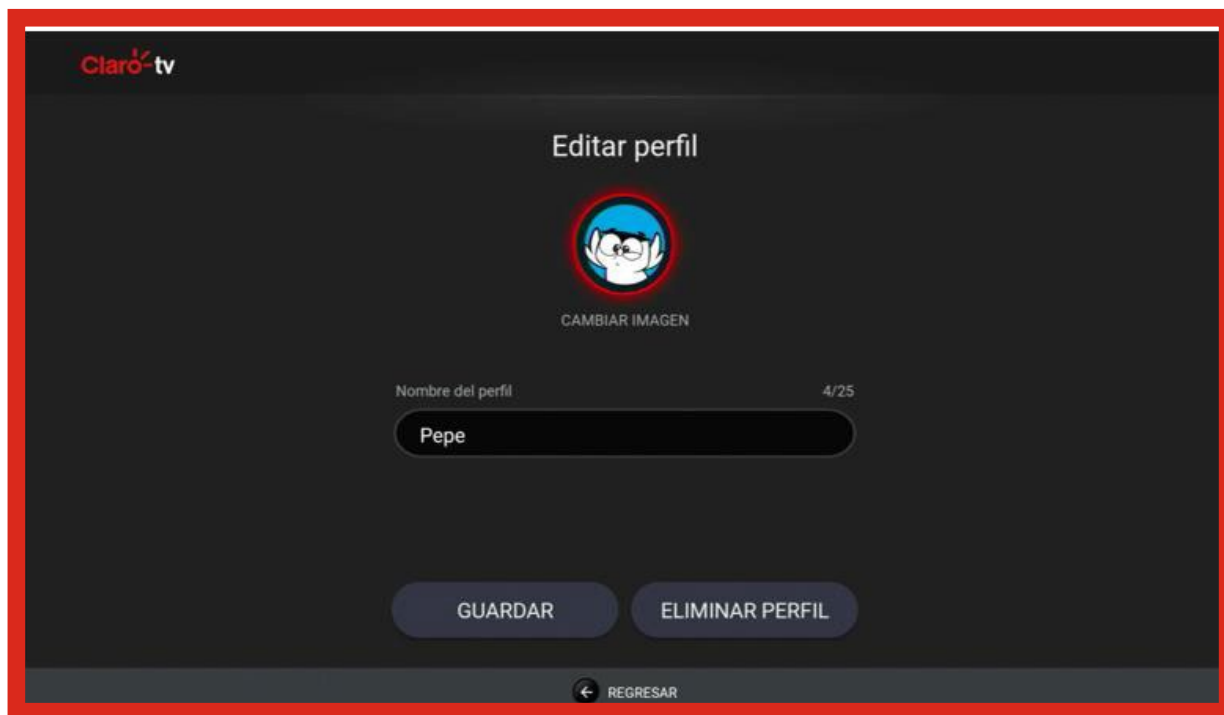 Claro-tv
Editar perfil
CAMBIAR IMAGEN
Nombre del perfil 4/25
Pepe
GUARDAR ELIMINAR PERFIL
REGRESAR